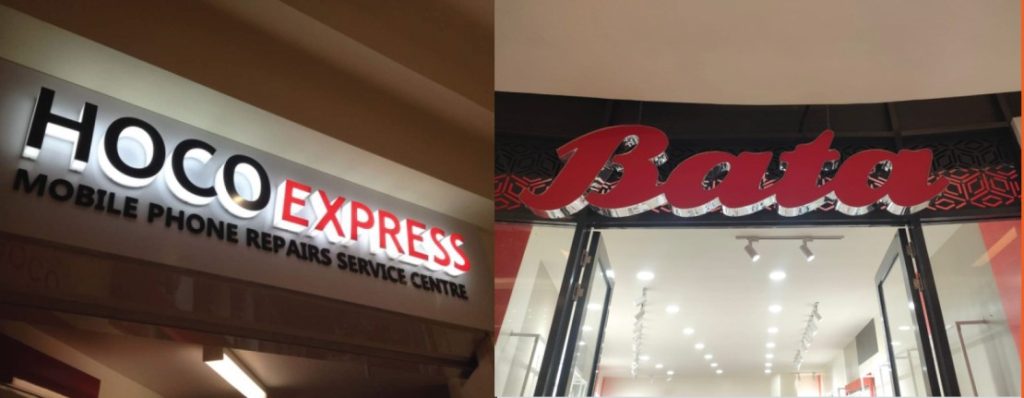 HOCO EXPRESS
MOBILE PHONE REPAIRS SERVICE CENTRE
Bata